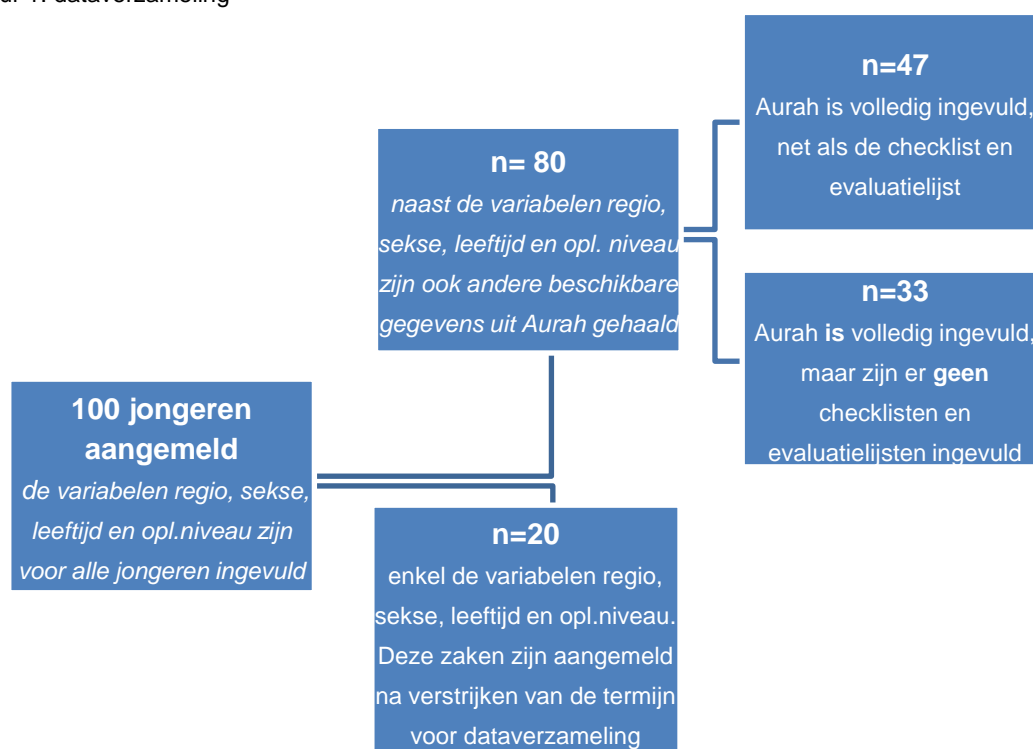 1: dataverzameling
100 jongeren
aangemeld
de variabelen regio, sekse,
leeftijd en opl.niveau zijn
voor alle jongeren ingevuld
n= 80
naast de variabelen regio,
sekse, leeftijd en opl. niveau
zijn ook andere beschikbare
gegevens uit Aurah gehaald
n=47
Aurah is volledig ingevuld,
net als de checklist en
evaluatielijst
n=33
Aurah is volledig ingevuld,
maar zijn er geen
checklisten en
evaluatielijsten ingevuld
n=20
enkel de variabelen regio,
sekse, leeftijd en opl.niveau.
Deze zaken zijn aangemeld
na verstrijken van de termijn
voor dataverzameling